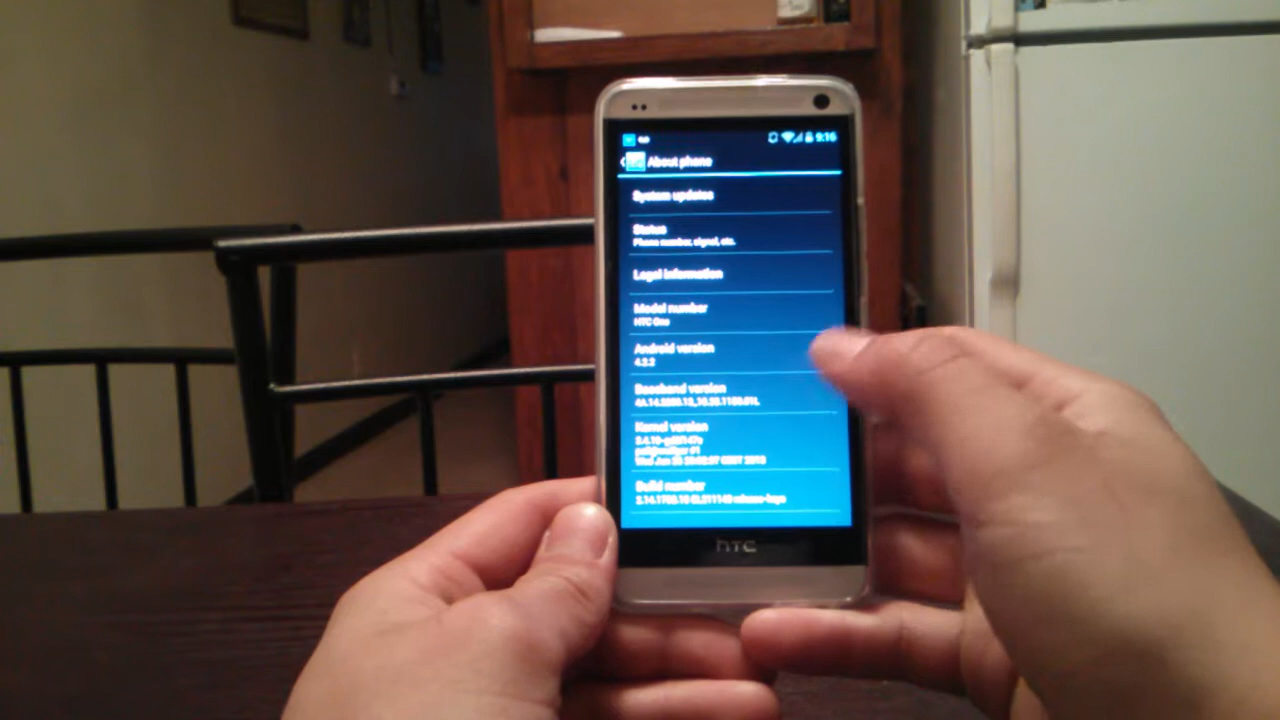 9:15
About phone
System updates
Status
Phone number, signal, etc.
Legal information
Model number
HTC One
Android version
4.2.2
Baseband version
Kernel version
Build number
hTC